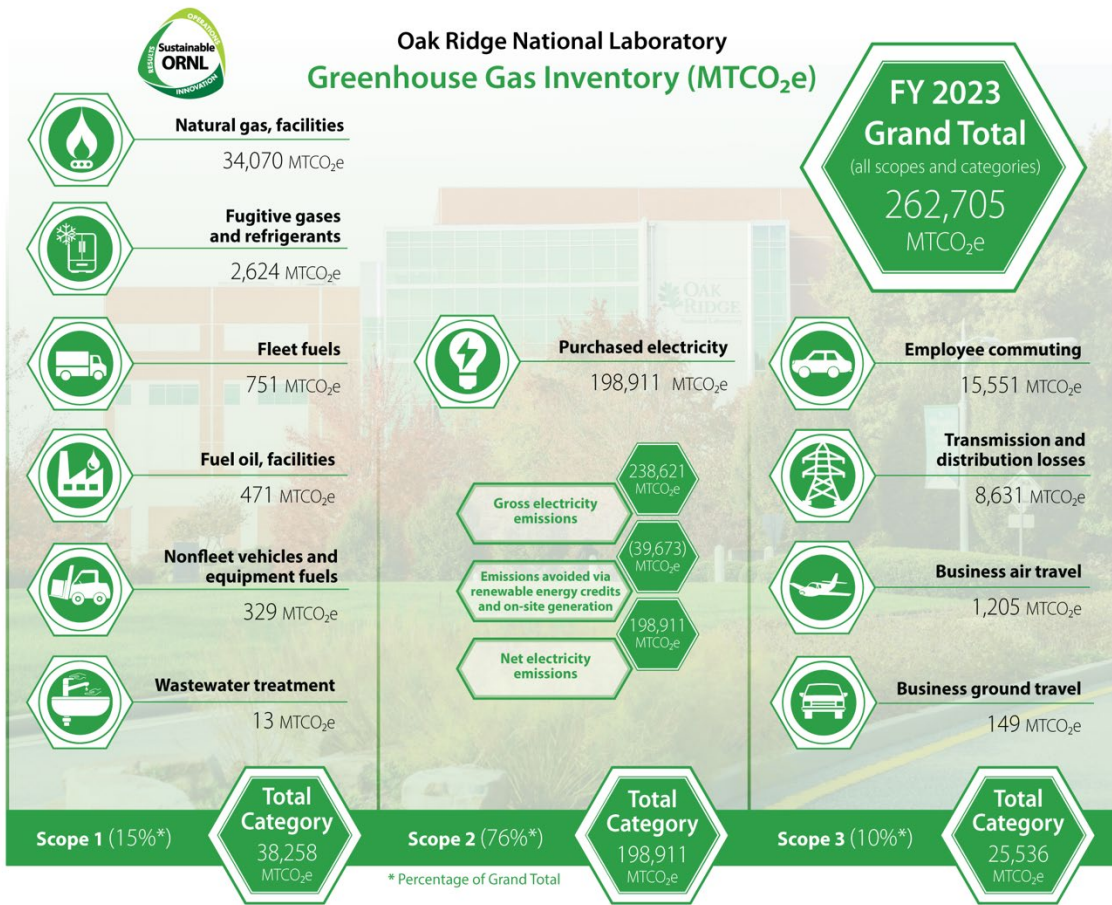 RESULTS
OPERATIONS
INNOVATION
Sustainable
ORNL
Oak Ridge National Laboratory
Greenhouse Gas Inventory (MTCO₂e)
FY 2023
Grand Total
(all scopes and categories)
262,705
MTCO₂e
Natural gas, facilities
34,070 MTCO₂e
Fugitive gases
and refrigerants
2,624 MTCO₂e
Fleet fuels
751 MTCO₂e
Fuel oil, facilities
471 MTCO₂e
Nonfleet vehicles and
equipment fuels
329 MTCO₂e
Wastewater treatment
13 MTCO₂e
Scope 1 (15%*)
Total
Category
38,258
MTCO₂e
OAK
RIDGE
Purchased electricity
198,911 MTCO₂e
238,621
MTCO₂e
Gross electricity
emissions
(39,673)
MTCO₂e
Emissions avoided via
renewable energy credits
and on-site generation
198,911
MTCO₂e
Net electricity
emissions
Scope 2 (76%*)
* Percentage of Grand Total
Total
Category
198,911
MTCO₂e
Employee commuting
15,551 MTCO₂e
Transmission and
distribution losses
8,631 MTCO₂e
Business air travel
1,205 MTCO₂e
Business ground travel
149 MTCO₂e
Scope 3 (10%*)
Total
Category
25,536
MTCO₂e